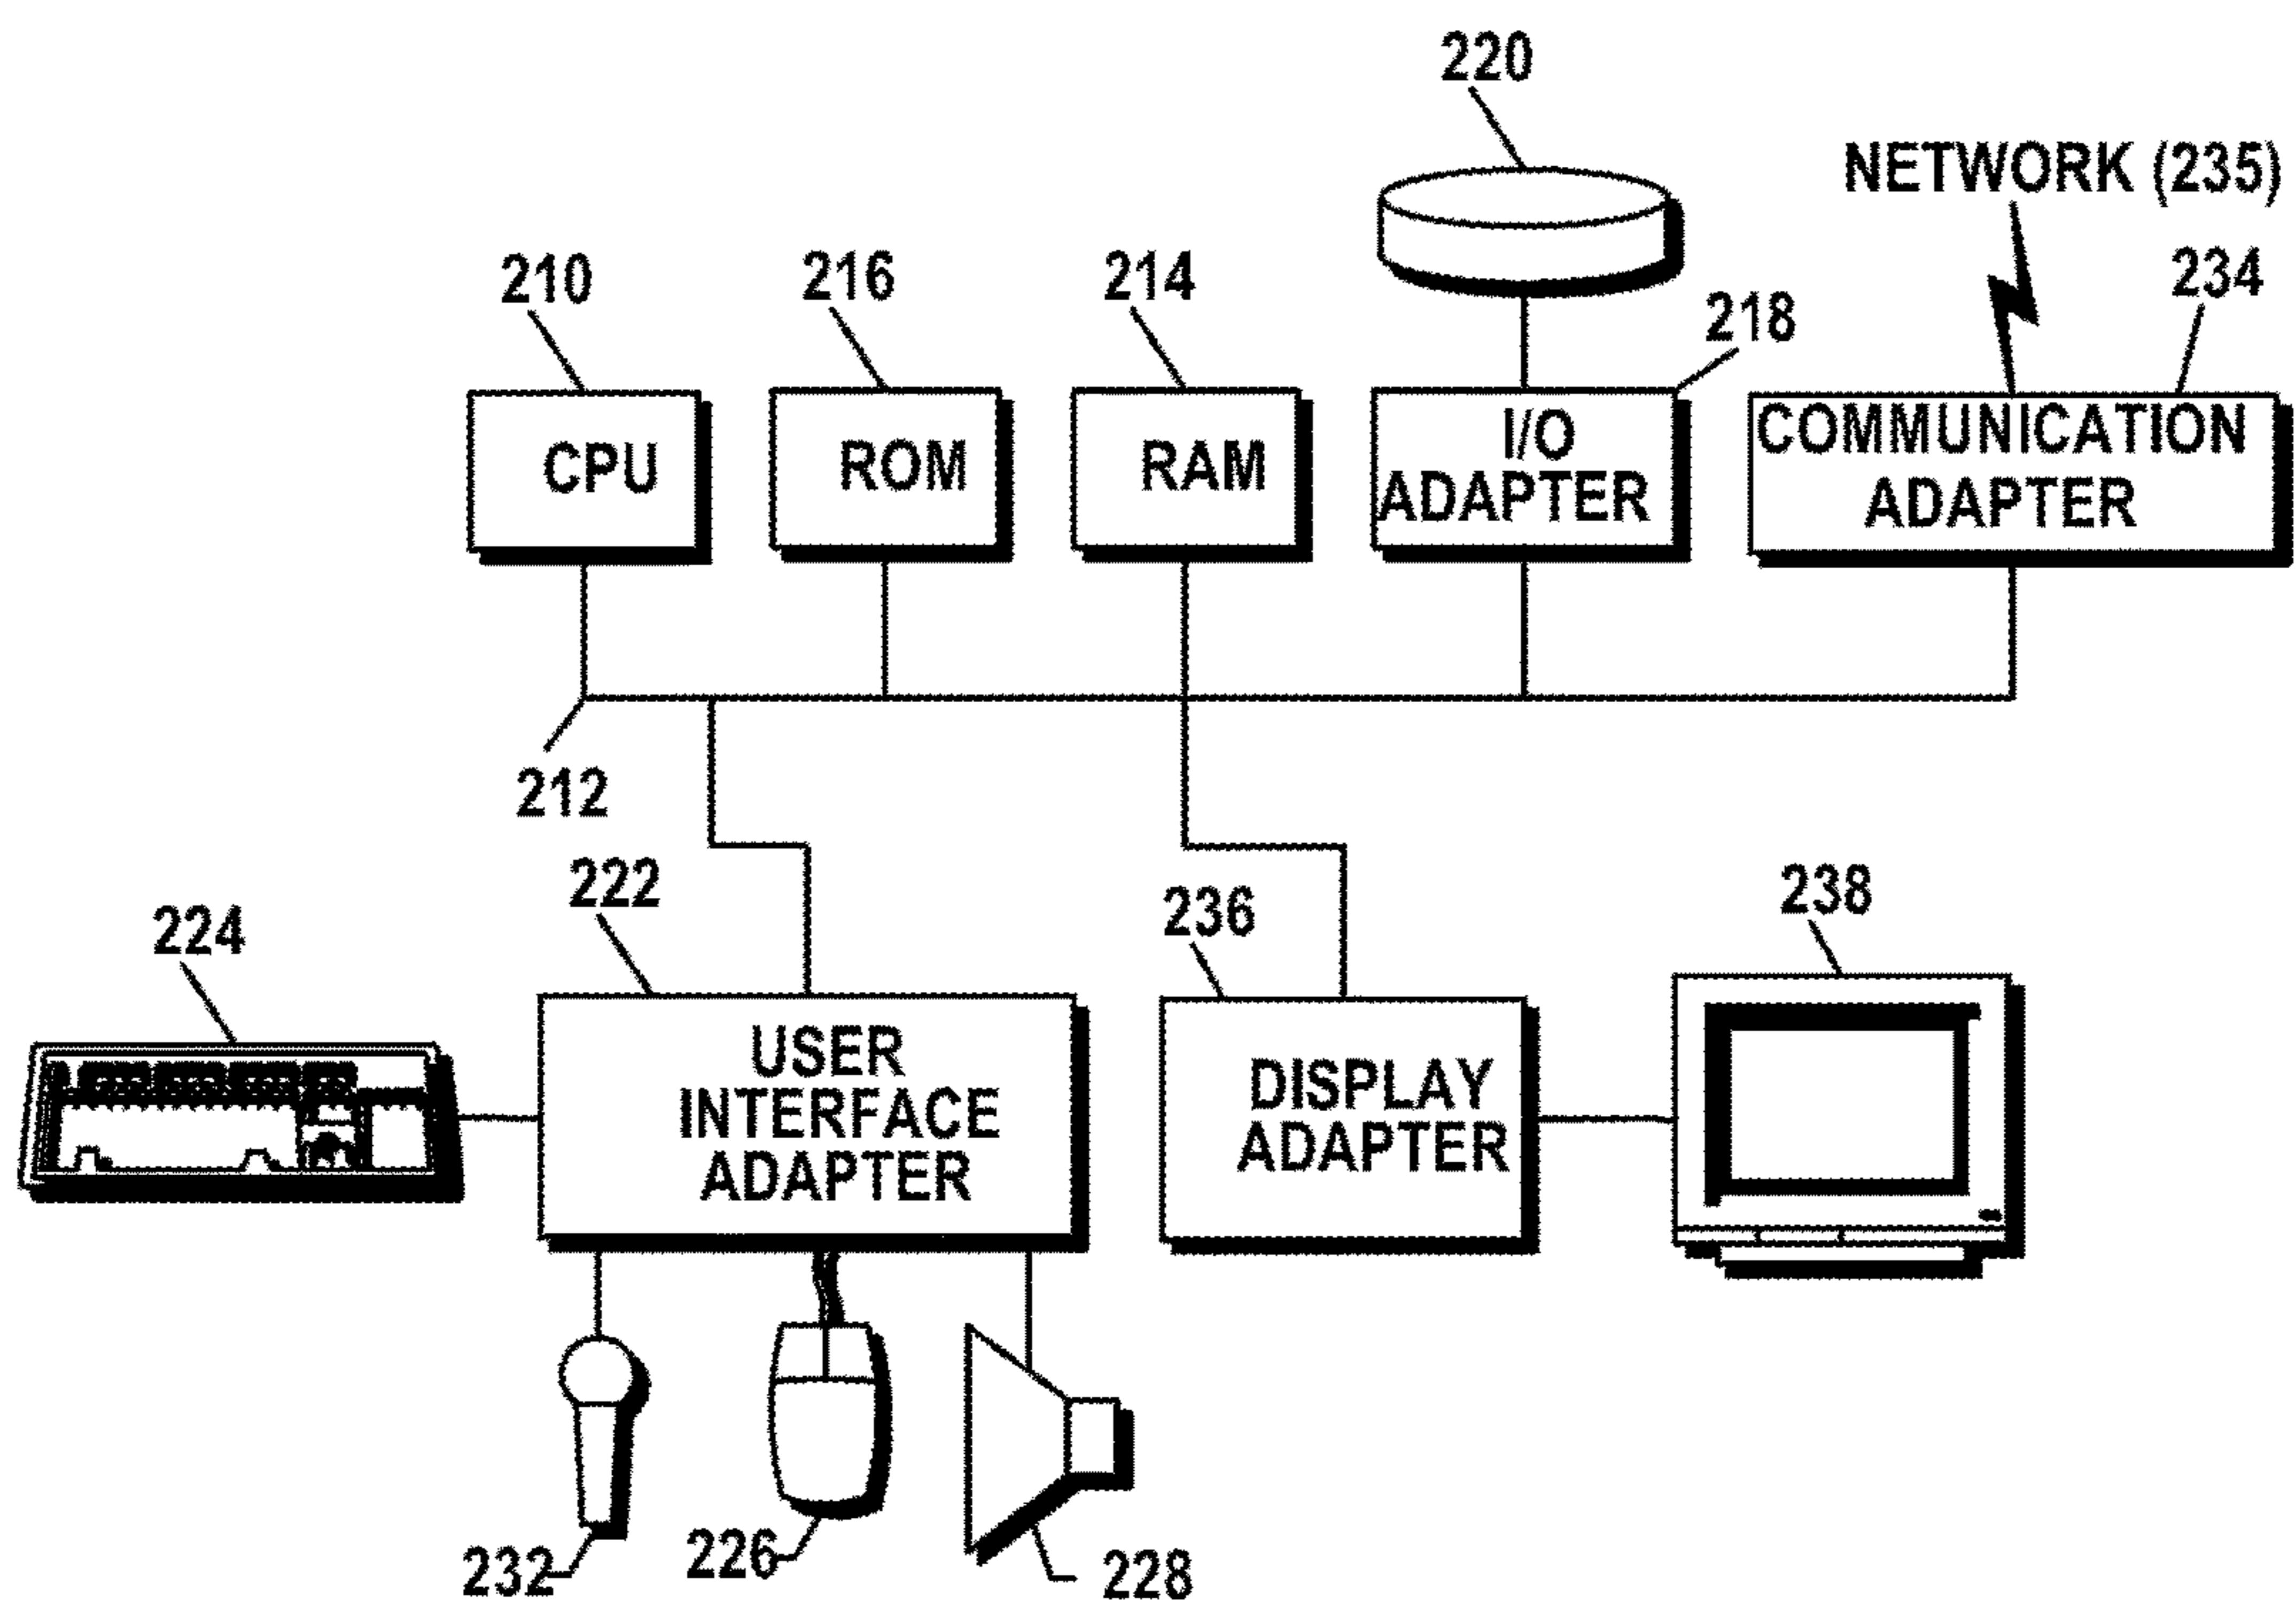 220
NETWORK (235)
210
216
214
218
234
CPU
ROM
RAM
I/O
ADAPTER
COMMUNICATION
ADAPTER
212
222
224
236
238
USER
INTERFACE
ADAPTER
DISPLAY
ADAPTER
232
226
228